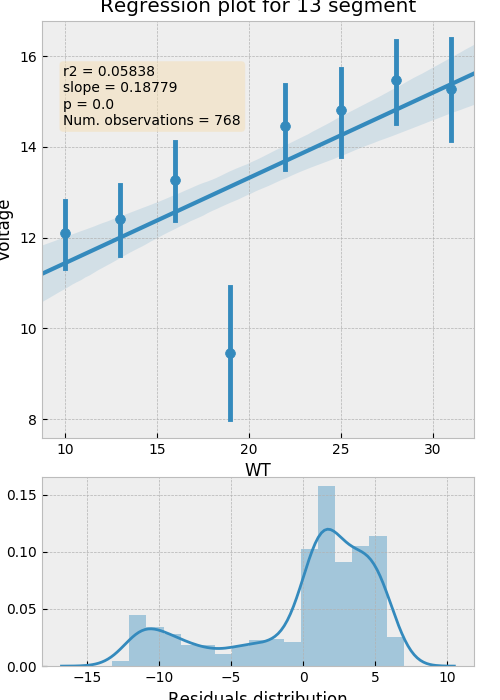 Regression plot for 13 segment
16
14
12
10
8
r2 = 0.05838
slope = 0.18779
p = 0.0
Num. observations = 768
Voltage
10 15 20 25 30
WT
0.15
0.10
0.05
0.00
−15 −10 −5 0 5 10
Residuals distribution